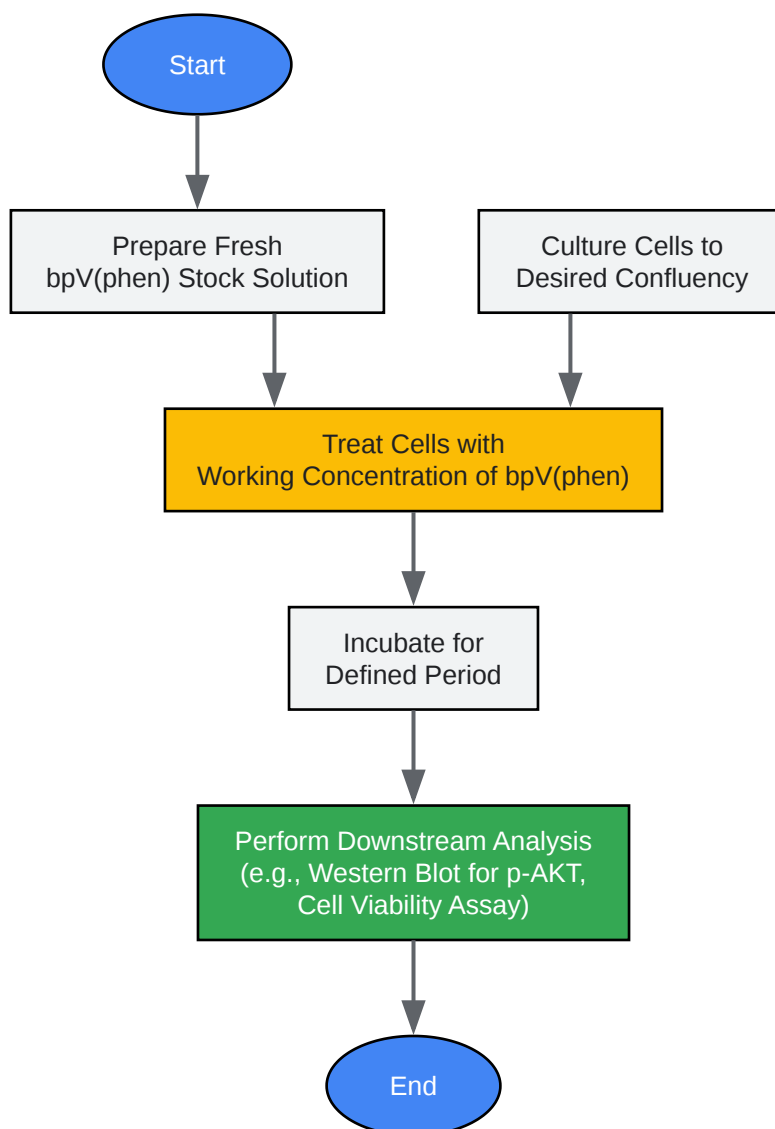 Start
Prepare Fresh
bpV(phen) Stock Solution
Culture Cells to
Desired Confluency
Treat Cells with
Working Concentration of bpV(phen)
Incubate for
Defined Period
Perform Downstream Analysis
(e.g., Western Blot for p-AKT,
Cell Viability Assay)
End